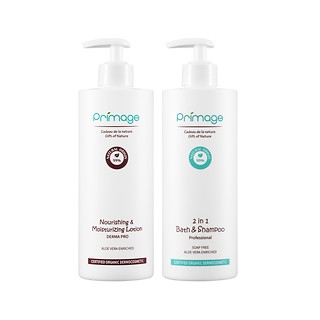 Primage
Cadeau de la nature
Gift of Nature
99%
Nourishing &
Moisturizing Lotion
DERMA PRO
ALOE VERA ENRICHED
CERTIFIED ORGANIC DERMOCOSMETIC
Primage
Cadeau de la nature
Gift of Nature
99%
2 in 1
Bath & Shampoo
Professional
SOAP FREE
ALOE VERA ENRICHED
CERTIFIED ORGANIC DERMOCOSMETIC